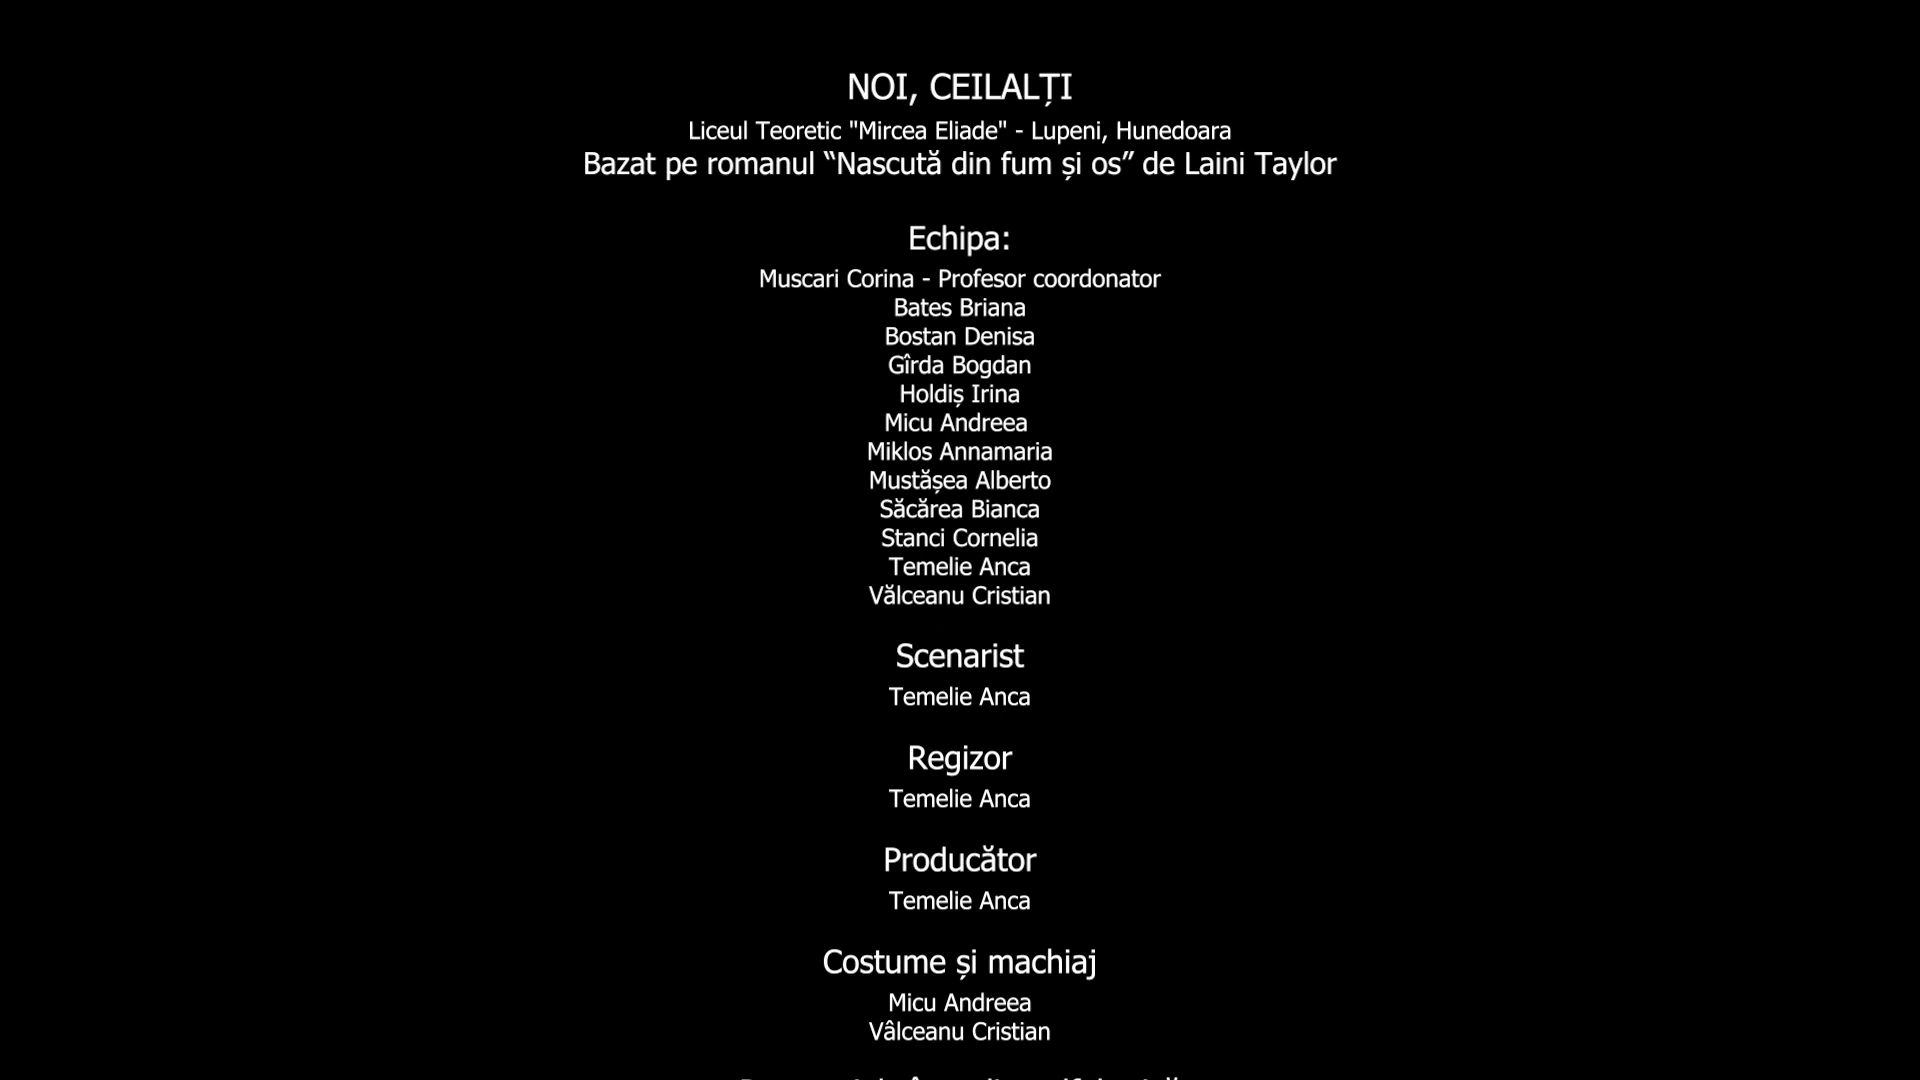 NOI, CEILALȚI
Liceul Teoretic "Mircea Eliade" - Lupeni, Hunedoara
Bazat pe romanul “Nascută din fum și os” de Laini Taylor
Echipa:
Muscari Corina - Profesor coordonator
Bates Briana
Bostan Denisa
Gîrda Bogdan
Holdiș Irina
Micu Andreea
Miklos Annamaria
Mustășea Alberto
Săcărea Bianca
Stanci Cornelia
Temelie Anca
Vălceanu Cristian
Scenarist
Temelie Anca
Regizor
Temelie Anca
Producător
Temelie Anca
Costume și machiaj
Micu Andreea
Vâlceanu Cristian